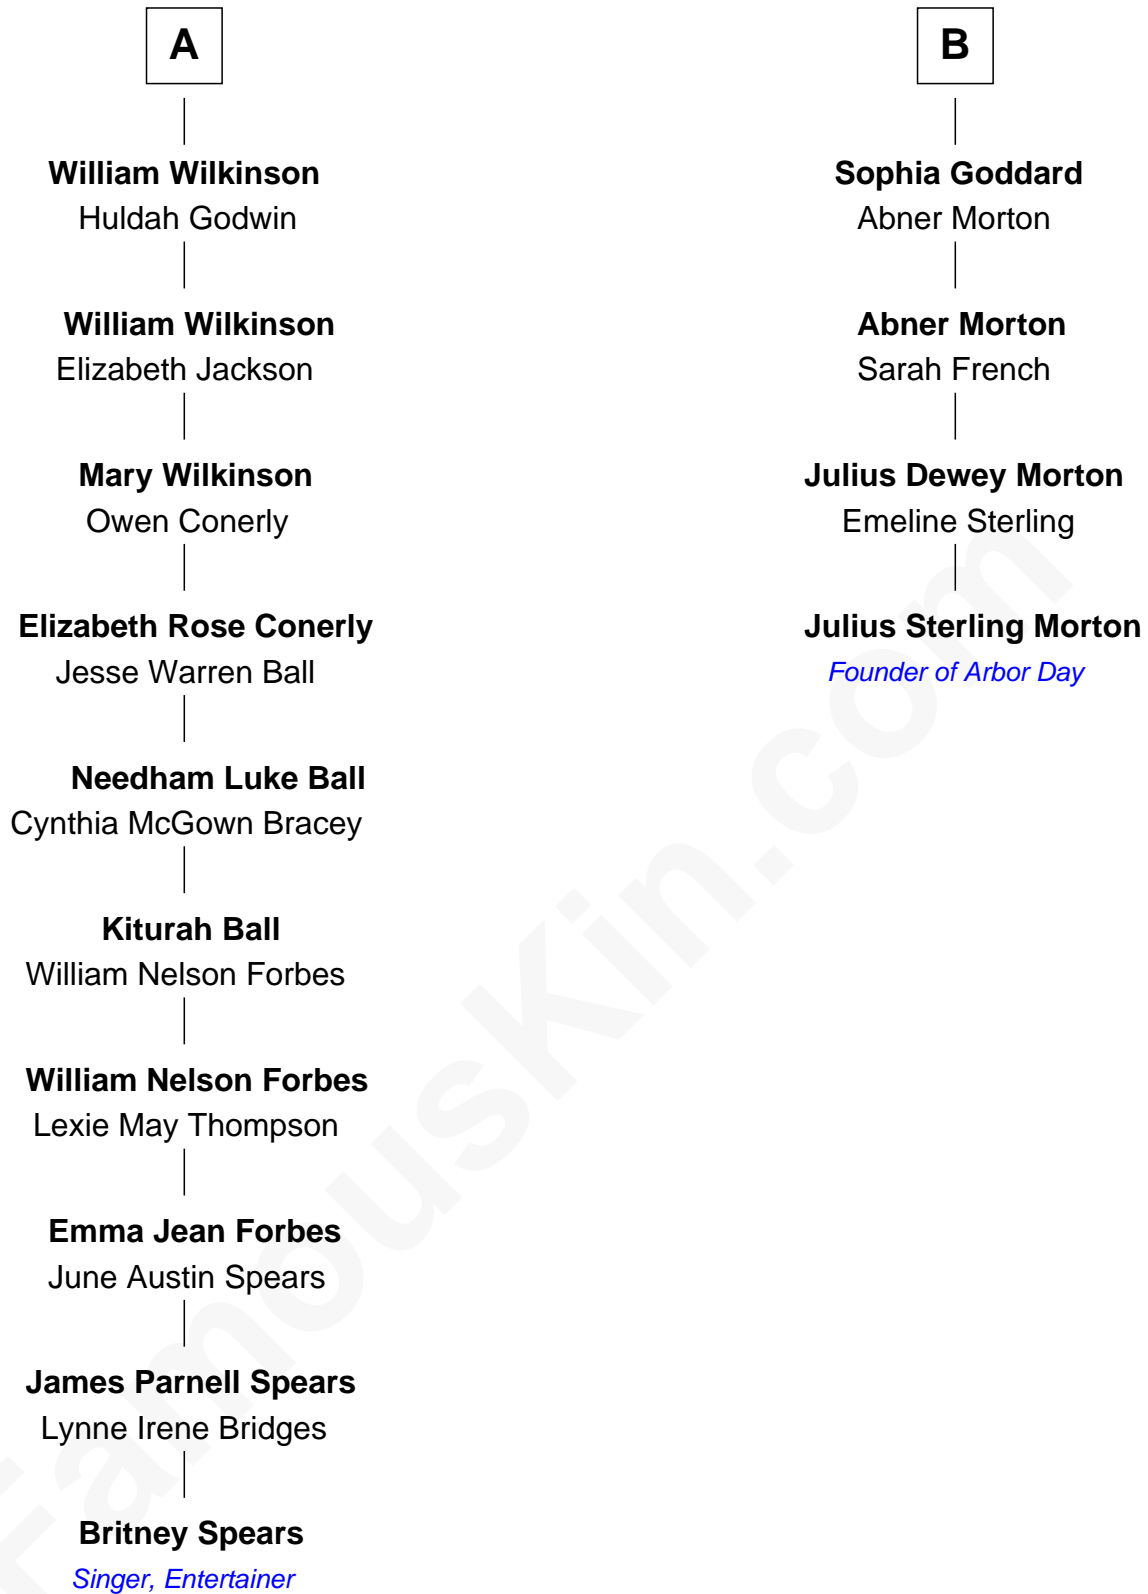 A
William Wilkinson
Huldah Godwin
William Wilkinson
Elizabeth Jackson
Mary Wilkinson
Owen Conerly
Elizabeth Rose Conerly
Jesse Warren Ball
Needham Luke Ball
Cynthia McGown Bracey
Kiturah Ball
William Nelson Forbes
William Nelson Forbes
Lexie May Thompson
Emma Jean Forbes
June Austin Spears
James Parnell Spears
Lynne Irene Bridges
Britney Spears
Singer, Entertainer
B
Sophia Goddard
Abner Morton
Abner Morton
Sarah French
Julius Dewey Morton
Emeline Sterling
Julius Sterling Morton
Founder of Arbor Day
FamousKin.com